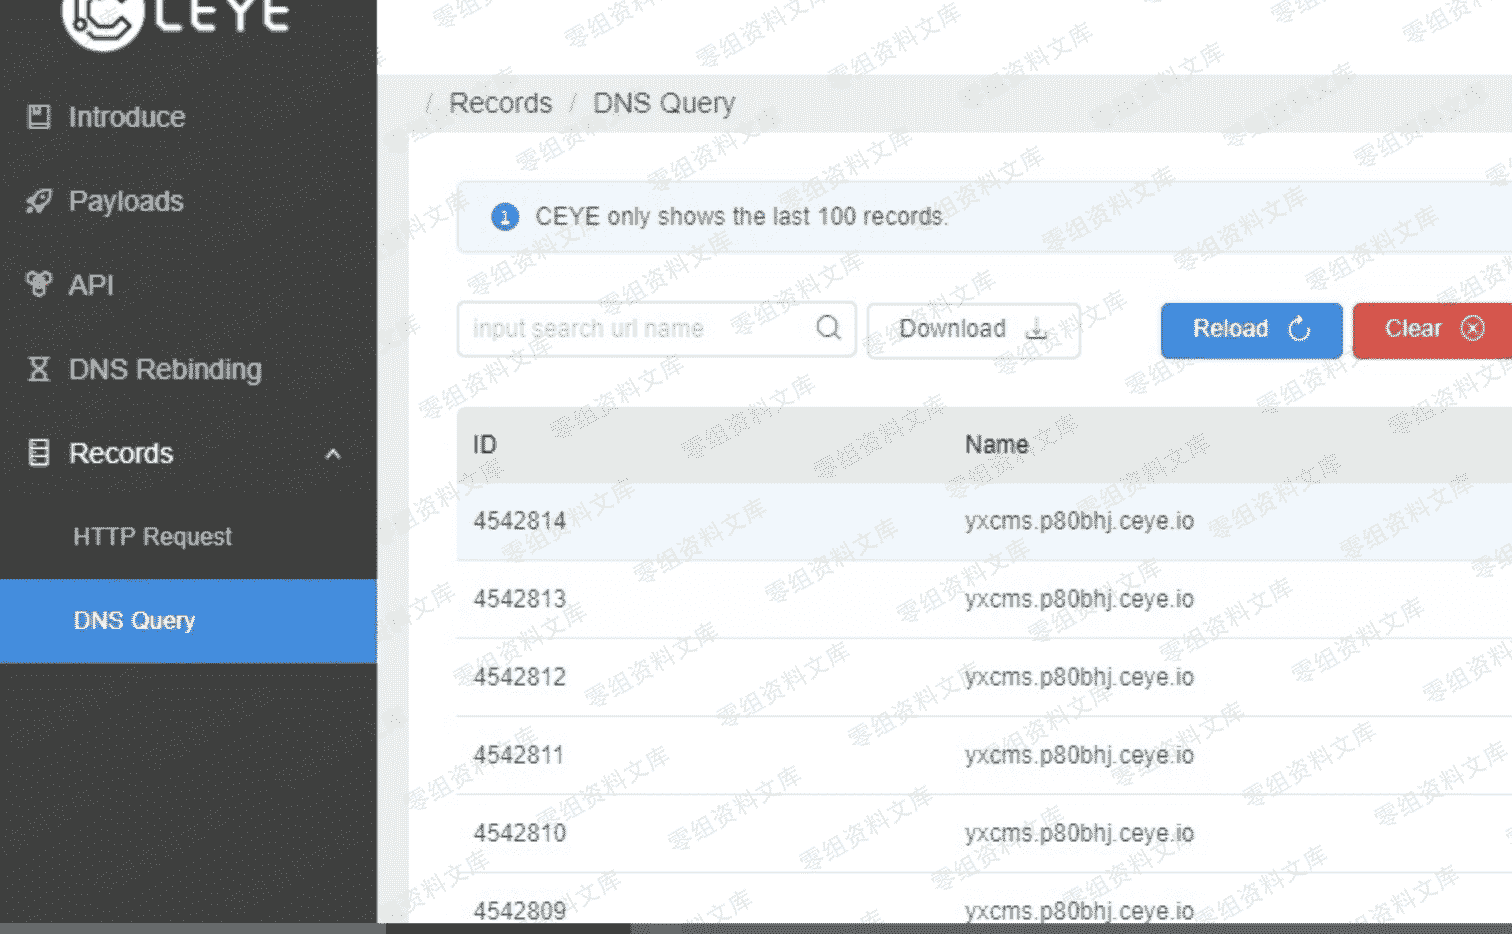 CEYE
Introduce
Payloads
API
DNS Rebinding
Records
HTTP Request
DNS Query
/ Records / DNS Query
CEYE only shows the last 100 records.
input search url name
Download
Reload
Clear
ID Name
4542814 yxcms.p80bhj.ceye.io
4542813 yxcms.p80bhj.ceye.io
4542812 yxcms.p80bhj.ceye.io
4542811 yxcms.p80bhj.ceye.io
4542810 yxcms.p80bhj.ceye.io
4542809 yxcms.p80bhj.ceye.io
零组资料文库